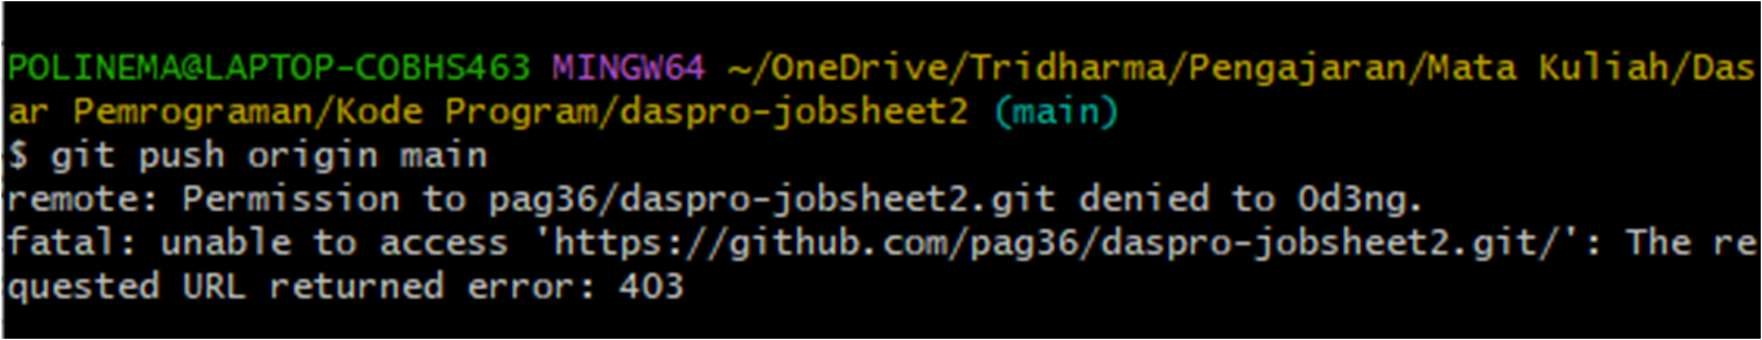 POLINEMA@LAPTOP-COBHS463 MINGW64 ~/OneDrive/Tridharma/Pengajaran/Mata Kuliah/Das
ar Pemrograman/Kode Program/daspro-jobsheet2 (main)
$ git push origin main
remote: Permission to pag36/daspro-jobsheet2.git denied to 0d3ng.
fatal: unable to access 'https://github.com/pag36/daspro-jobsheet2.git/': The re
quested URL returned error: 403